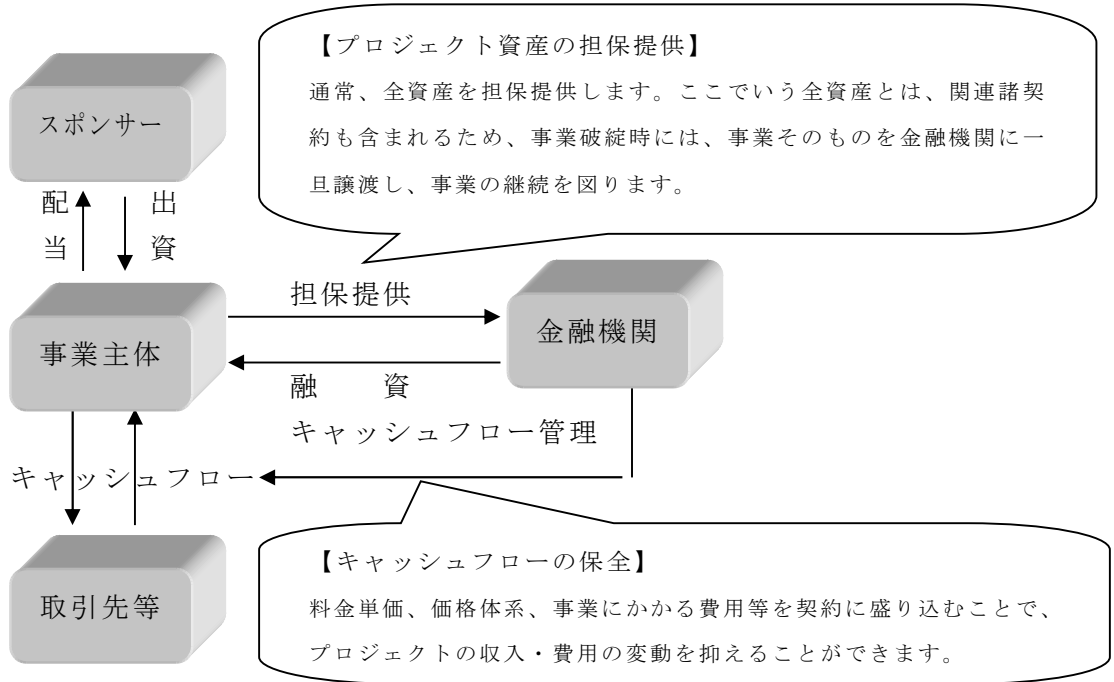 【プロジェクト資産の担保提供】
通常、全資産を担保提供します。ここでいう全資産とは、関連諸契
約も含まれるため、事業破綻時には、事業そのものを金融機関に一
旦譲渡し、事業の継続を図ります。
スポンサー
配当
出資
事業主体
担保提供
金融機関
融　資
キャッシュフロー管理
キャッシュフロー
取引先等
【キャッシュフローの保全】
料金単価、価格体系、事業にかかる費用等を契約に盛り込むことで、
プロジェクトの収入・費用の変動を抑えることができます。